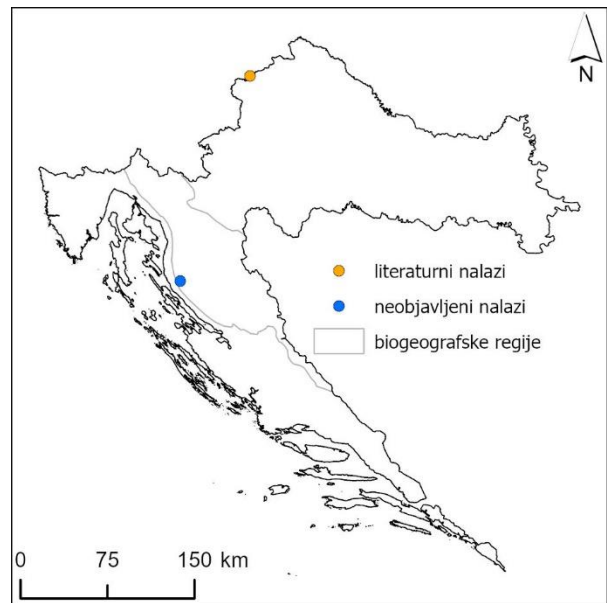 N
literaturni nalazi
neobjavljeni nalazi
biogeografske regije
0 75 150 km